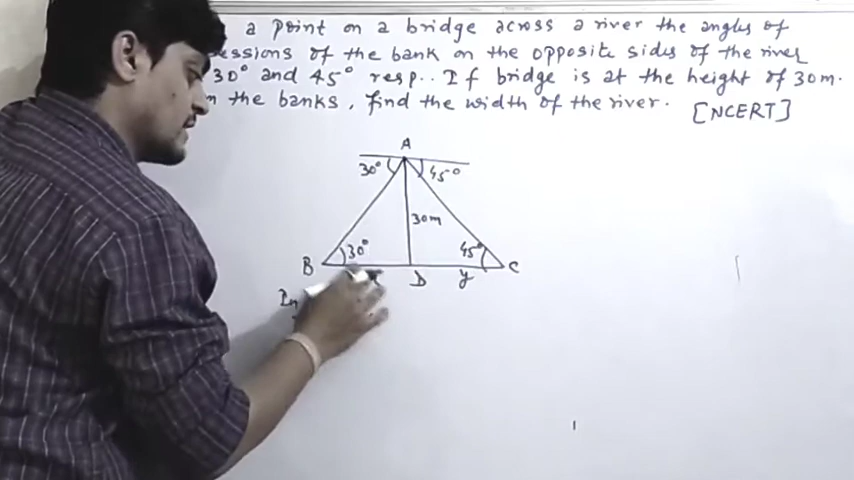 a point on a bridge across a river the angles of
essions of the bank on the opposite sides of the river
30° and 45° resp.. If bridge is at the height of 30m.
the banks, find the width of the river. [NCERT]
A
30° 45°
30m
30° 45°
B D y C
In